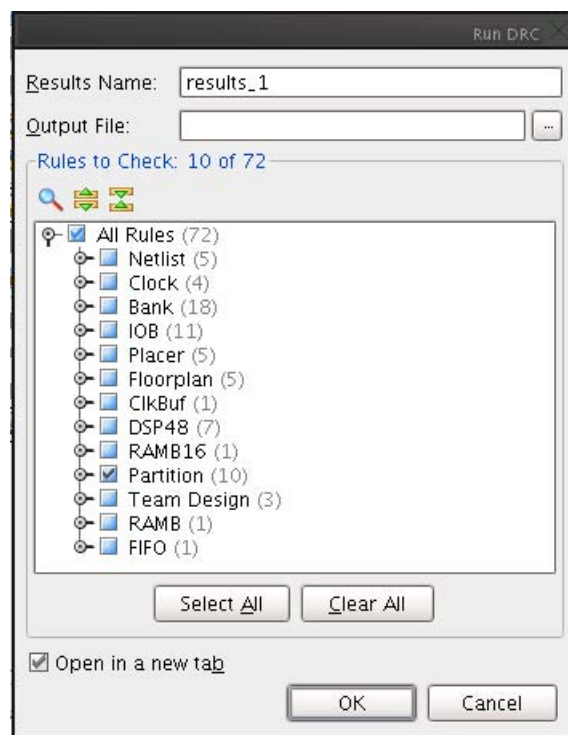 Run DRC
Results Name: results_1
Output File: ...
Rules to Check: 10 of 72
All Rules (72)
Netlist (5)
Clock (4)
Bank (18)
IOB (11)
Placer (5)
Floorplan (5)
ClkBuf (1)
DSP48 (7)
RAMB16 (1)
Partition (10)
Team Design (3)
RAMB (1)
FIFO (1)
Select All Clear All
Open in a new tab
OK Cancel